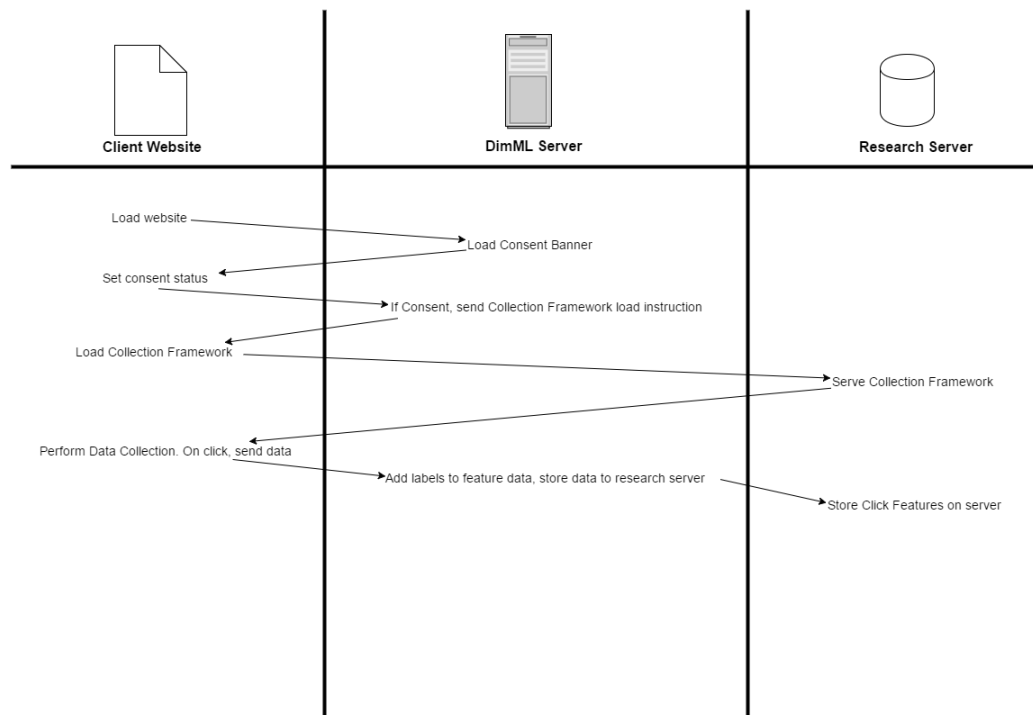 Client Website
DimML Server
Research Server
Load website
Load Consent Banner
Set consent status
If Consent, send Collection Framework load instruction
Load Collection Framework
Serve Collection Framework
Perform Data Collection. On click, send data
Add labels to feature data, store data to research server
Store Click Features on server